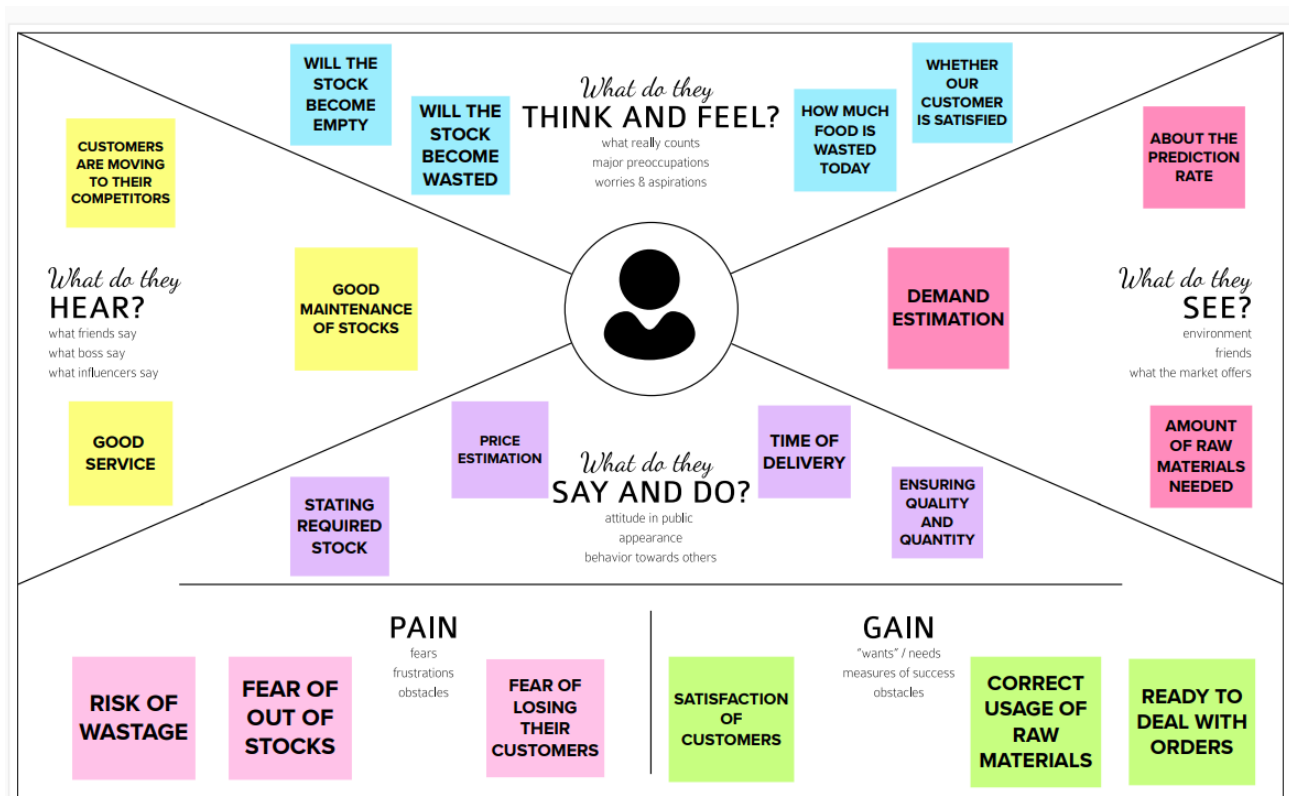 What do they
THINK AND FEEL?
what really counts
major preoccupations
worries & aspirations
WILL THE
STOCK
BECOME
EMPTY
WILL THE
STOCK
BECOME
WASTED
HOW MUCH
FOOD IS
WASTED
TODAY
WHETHER
OUR
CUSTOMER
IS SATISFIED
What do they
HEAR?
what friends say
what boss say
what influencers say
CUSTOMERS
ARE MOVING
TO THEIR
COMPETITORS
GOOD
MAINTENANCE
OF STOCKS
GOOD
SERVICE
What do they
SEE?
environment
friends
what the market offers
ABOUT THE
PREDICTION
RATE
DEMAND
ESTIMATION
AMOUNT
OF RAW
MATERIALS
NEEDED
What do they
SAY AND DO?
attitude in public
appearance
behavior towards others
STATING
REQUIRED
STOCK
PRICE
ESTIMATION
TIME OF
DELIVERY
ENSURING
QUALITY
AND
QUANTITY
PAIN
fears
frustrations
obstacles
RISK OF
WASTAGE
FEAR OF
OUT OF
STOCKS
FEAR OF
LOSING
THEIR
CUSTOMERS
GAIN
"wants" / needs
measures of success
obstacles
SATISFACTION
OF
CUSTOMERS
CORRECT
USAGE OF
RAW
MATERIALS
READY TO
DEAL WITH
ORDERS